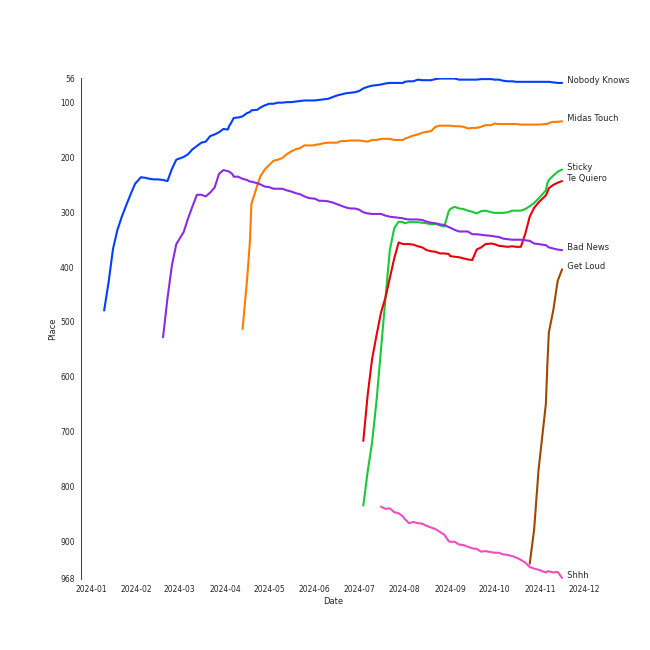 56
100
200
300
400
500
600
700
800
900
968
Place
2024-01
2024-02
2024-03
2024-04
2024-05
2024-06
2024-07
2024-08
2024-09
2024-10
2024-11
2024-12
Date
Nobody Knows
Midas Touch
Sticky
Te Quiero
Bad News
Get Loud
Shhh